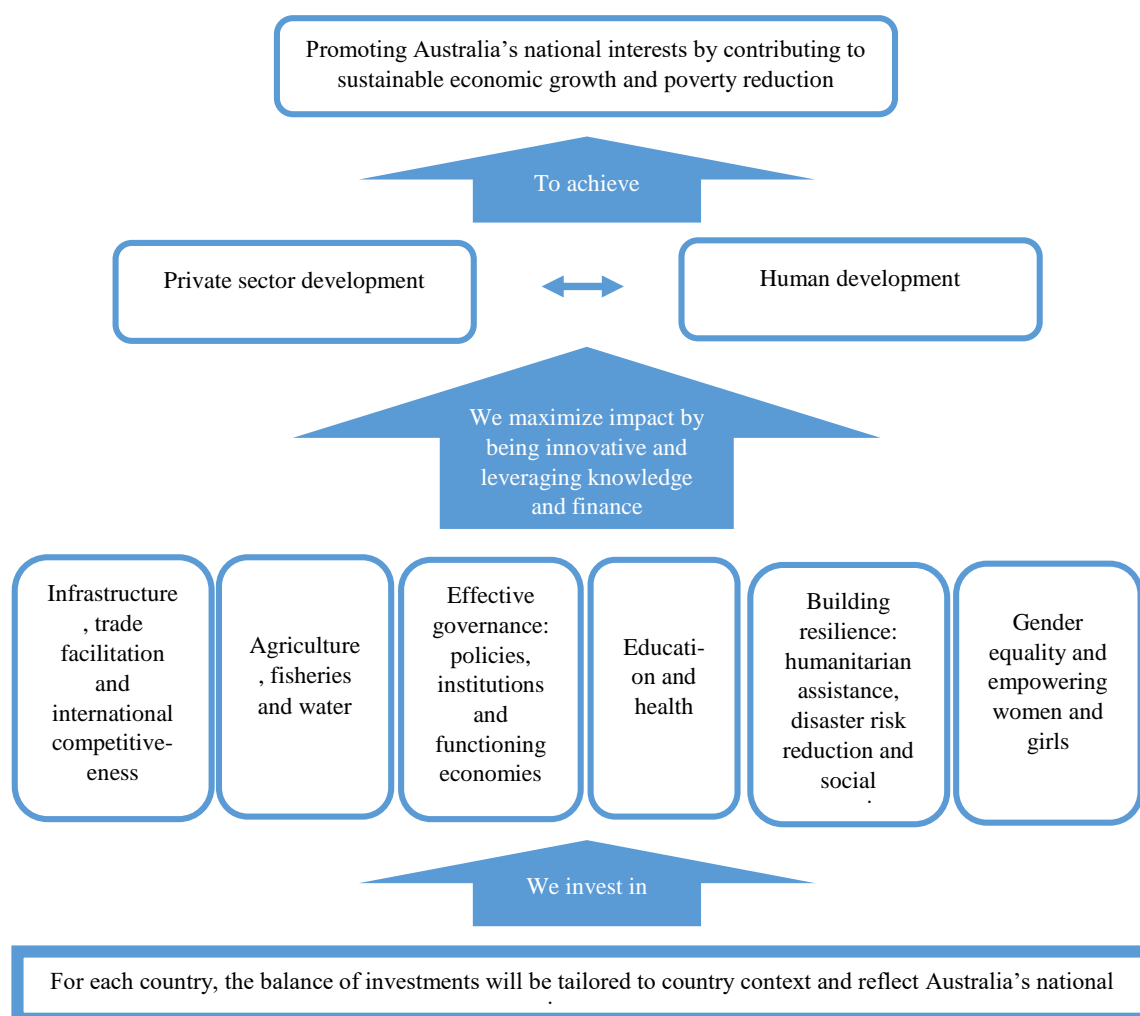 Promoting Australia’s national interests by contributing to
sustainable economic growth and poverty reduction
To achieve
Private sector development
Human development
We maximize impact by
being innovative and
leveraging knowledge
and finance
Infrastructure
, trade
facilitation
and
international
competitive-
eness
Agriculture
, fisheries
and water
Effective
governance:
policies,
institutions
and
functioning
economies
Educati-
on and
health
Building
resilience:
humanitarian
assistance,
disaster risk
reduction and
social
Gender
equality and
empowering
women and
girls
We invest in
For each country, the balance of investments will be tailored to country context and reflect Australia’s national